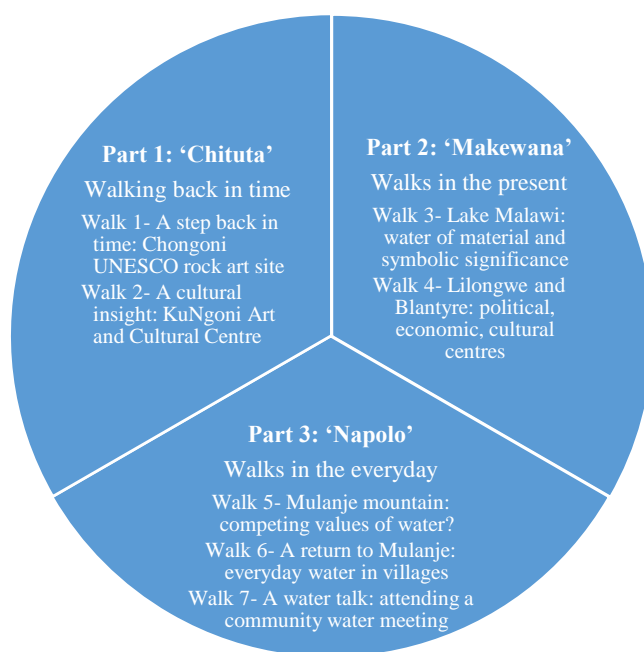 Part 1: ‘Chituta’
Walking back in time
Walk 1- A step back in
time: Chongoni
UNESCO rock art site
Walk 2- A cultural
insight: KuNgoni Art
and Cultural Centre
Part 2: ‘Makewana’
Walks in the present
Walk 3- Lake Malawi:
water of material and
symbolic significance
Walk 4- Lilongwe and
Blantyre: political,
economic, cultural
centres
Part 3: ‘Napolo’
Walks in the everyday
Walk 5- Mulanje mountain:
competing values of water?
Walk 6- A return to Mulanje:
everyday water in villages
Walk 7- A water talk: attending a
community water meeting